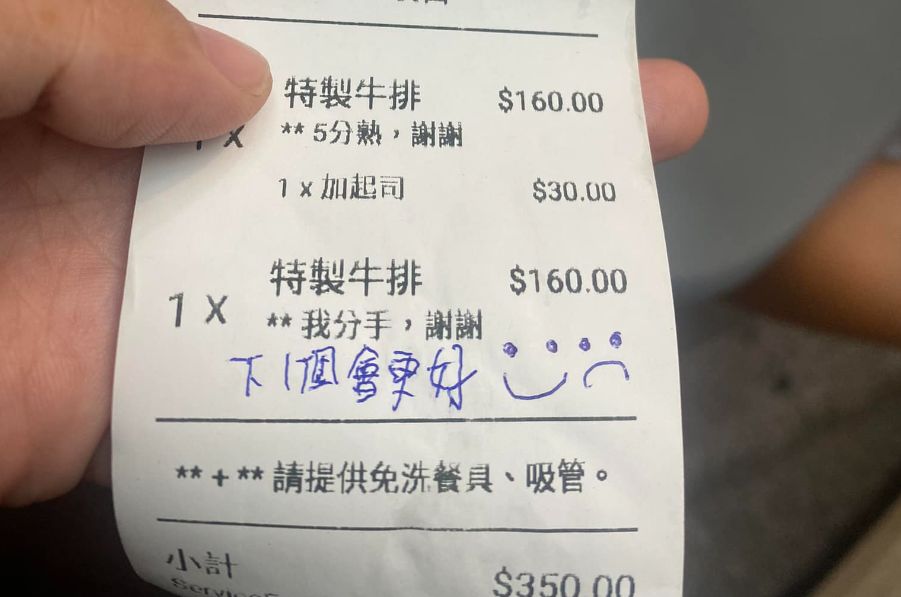 特製牛排 $160.00
1 x ** 5分熟，謝謝
1 x 加起司 $30.00
特製牛排 $160.00
1 x ** 我分手，謝謝
下1個會更好
** + ** 請提供免洗餐具、吸管。
小計 $350.00